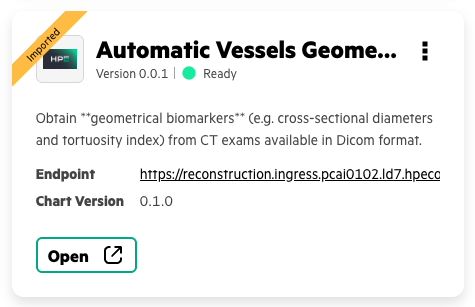 Imported
HPE
Automatic Vessels Geome...
Version 0.0.1 | Ready
Obtain **geometrical biomarkers** (e.g. cross-sectional diameters
and tortuosity index) from CT exams available in Dicom format.
Endpoint https://reconstruction.ingress.pcai0102.ld7.hpeco
Chart Version 0.1.0
Open